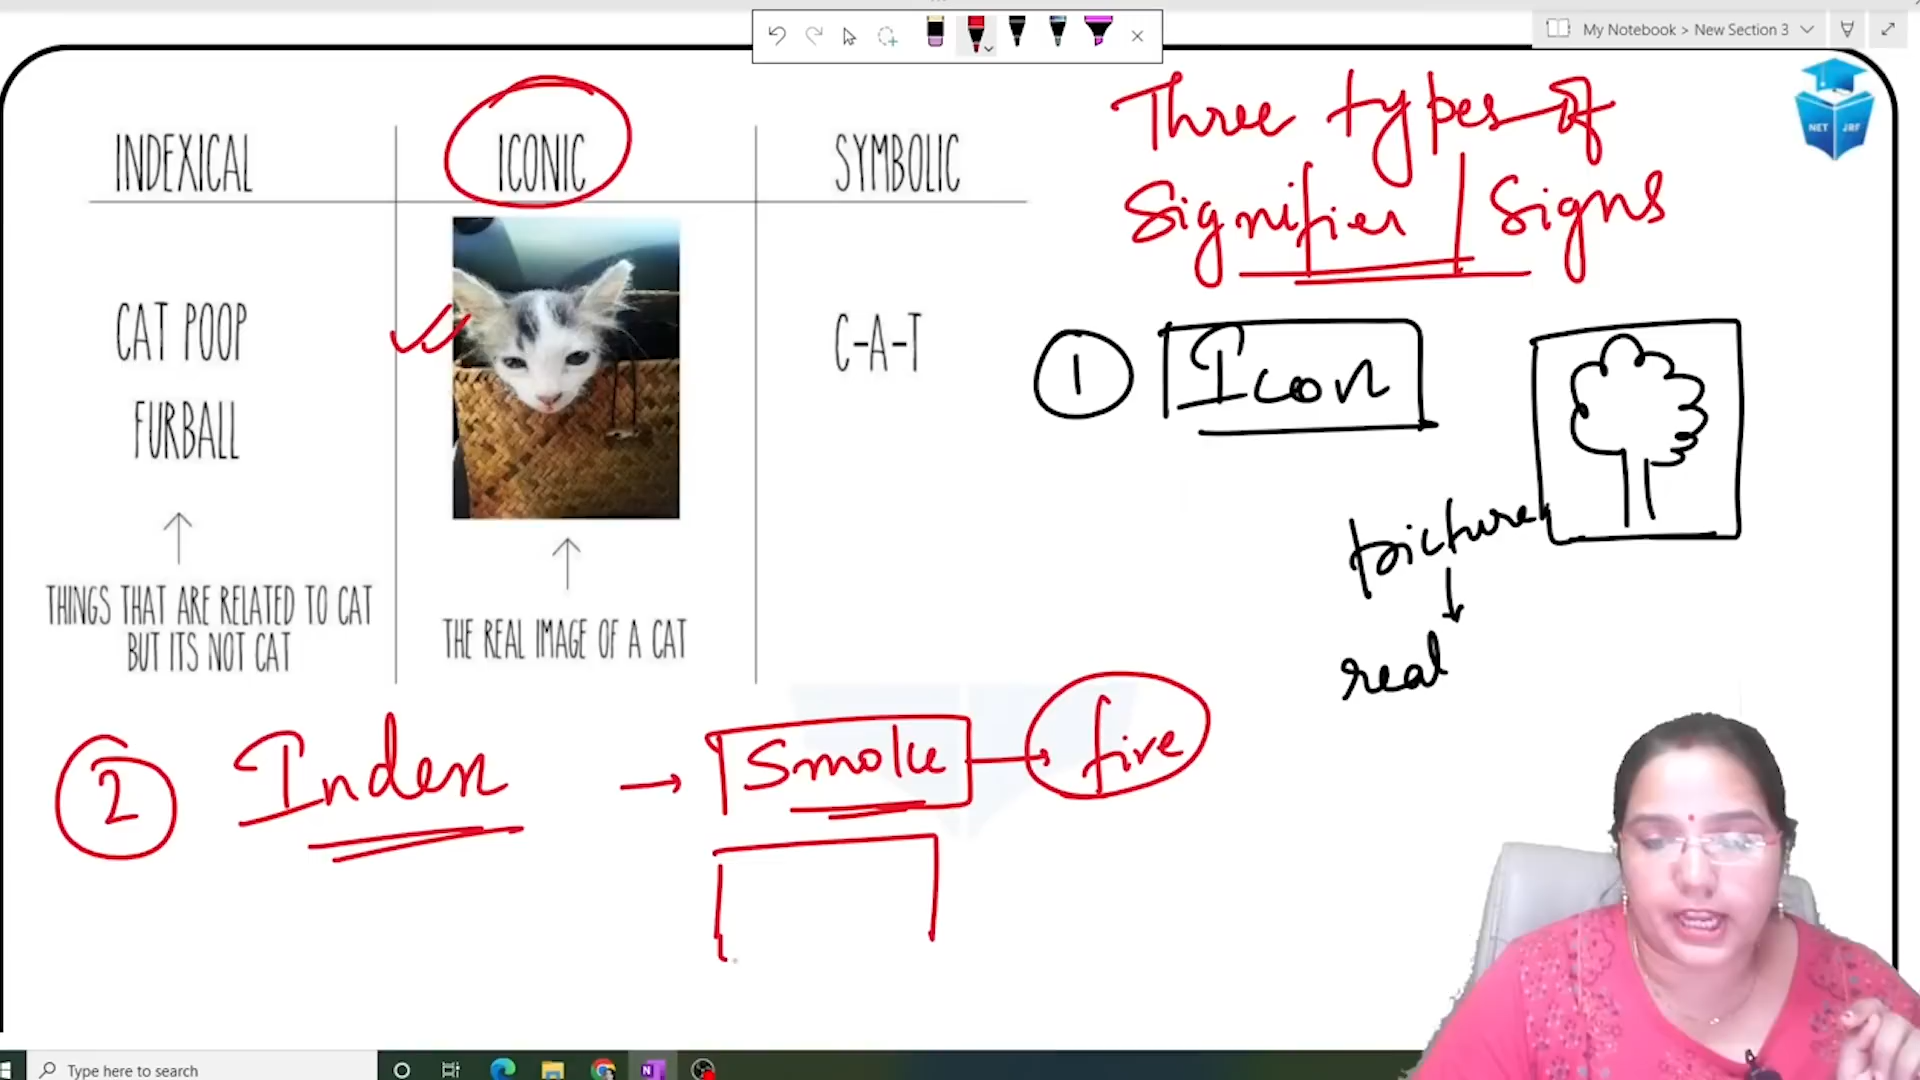 My Notebook > New Section 3
NET JRF
Three types of
Signifier / Signs
INDEXICAL
ICONIC
SYMBOLIC
CAT POOP
FURBALL
C-A-T
THINGS THAT ARE RELATED TO CAT
BUT ITS NOT CAT
THE REAL IMAGE OF A CAT
1 Icon
picture
real
2 Index → Smoke → fire
Type here to search
N